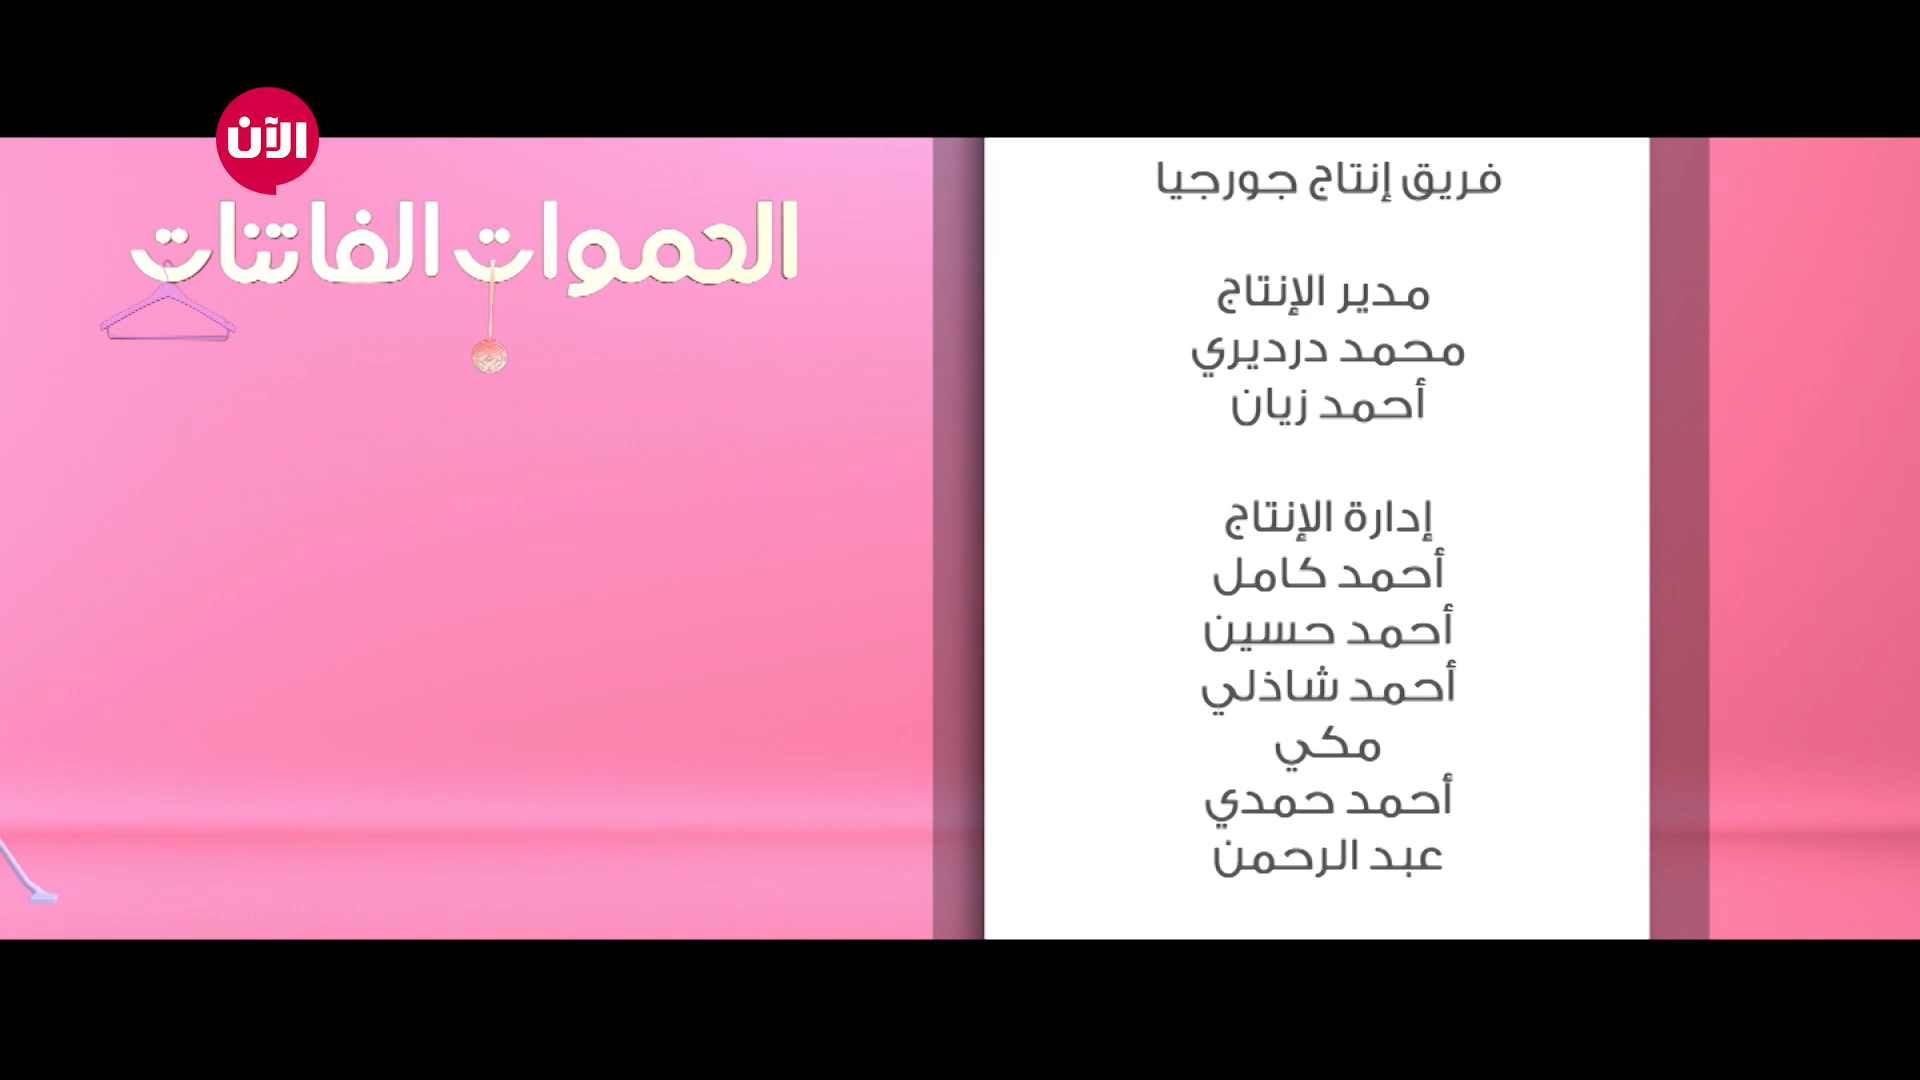 الآن
الحموات الفاتنات
فريق إنتاج جورجيا
مدير الإنتاج
محمد درديري
أحمد زيان
إدارة الإنتاج
أحمد كامل
أحمد حسين
أحمد شاذلي
مكي
أحمد حمدي
عبد الرحمن